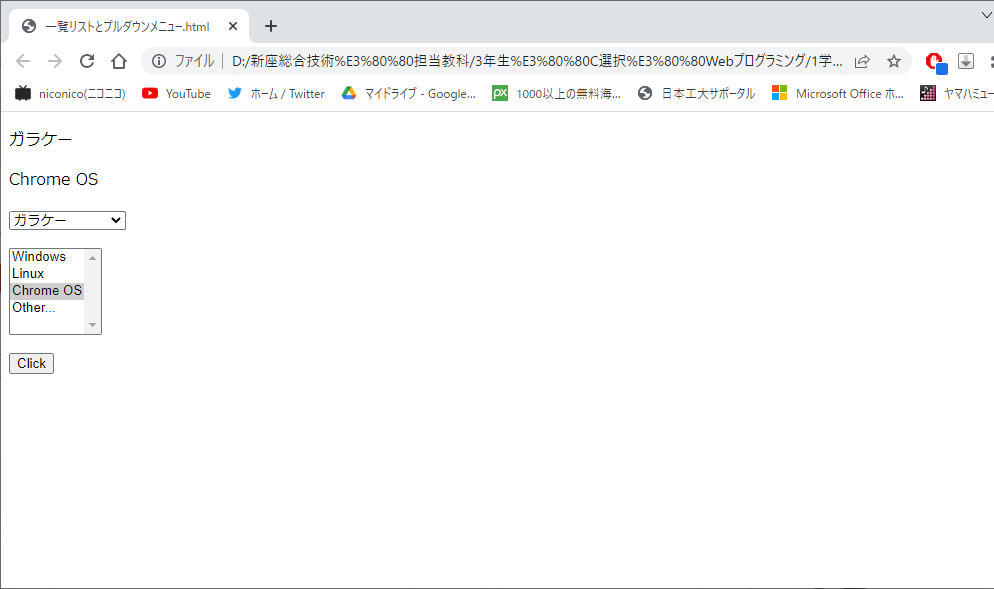 一覧リストとプルダウンメニュー.html
ファイル D:/新座総合技術%E3%80%80担当教科/3年生%E3%80%80C選択%E3%80%80Webプログラミング/1学...
niconico(ニコニコ) YouTube ホーム / Twitter マイドライブ - Google... 1000以上の無料海... 日本工大サポータル Microsoft Office ホ... ヤマハミュー
ガラケー
Chrome OS
ガラケー
Windows
Linux
Chrome OS
Other...
Click